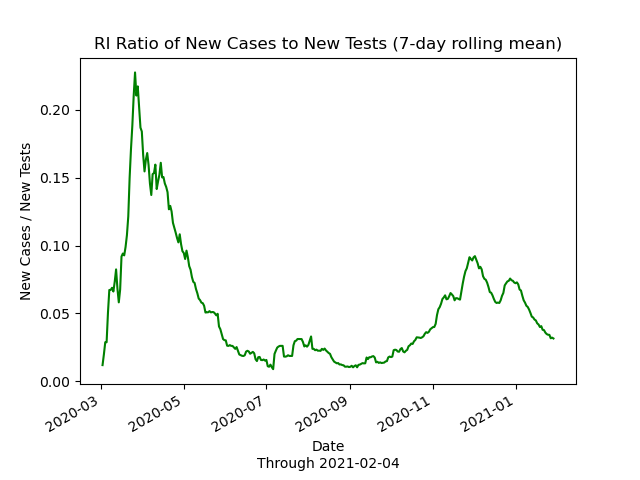 RI Ratio of New Cases to New Tests (7-day rolling mean)
New Cases / New Tests
0.20
0.15
0.10
0.05
0.00
2020-03
2020-05
2020-07
2020-09
2020-11
2021-01
Date
Through 2021-02-04